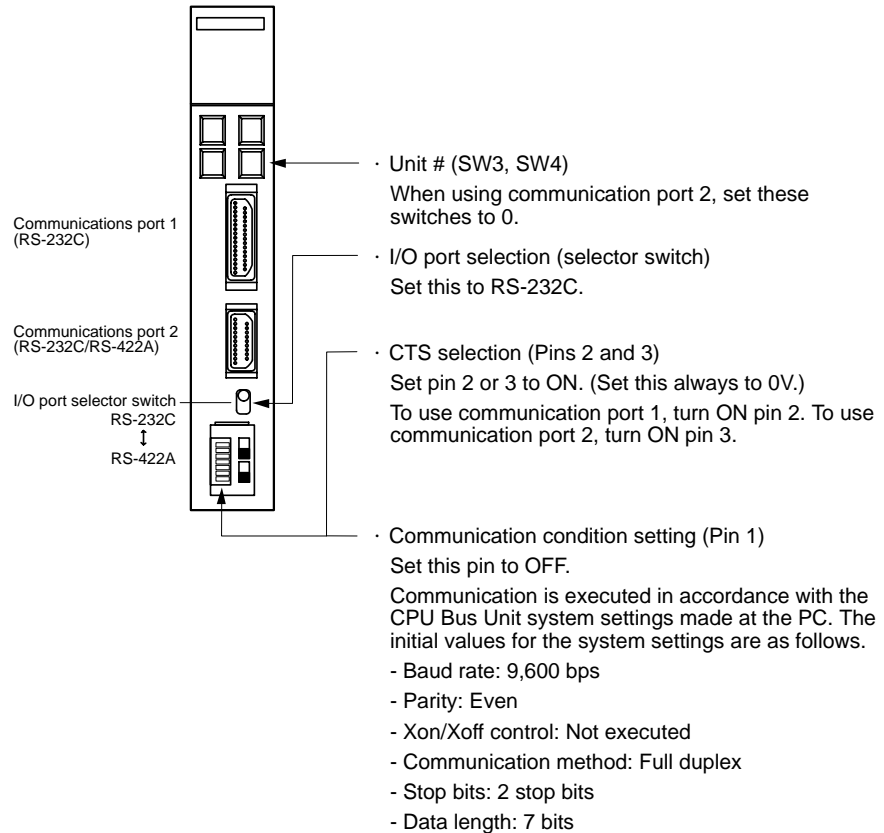 Communications port 1
(RS-232C)
Communications port 2
(RS-232C/RS-422A)
I/O port selector switch
RS-232C
↕
RS-422A
· Unit # (SW3, SW4)
When using communication port 2, set these
switches to 0.
· I/O port selection (selector switch)
Set this to RS-232C.
· CTS selection (Pins 2 and 3)
Set pin 2 or 3 to ON. (Set this always to 0V.)
To use communication port 1, turn ON pin 2. To use
communication port 2, turn ON pin 3.
· Communication condition setting (Pin 1)
Set this pin to OFF.
Communication is executed in accordance with the
CPU Bus Unit system settings made at the PC. The
initial values for the system settings are as follows.
- Baud rate: 9,600 bps
- Parity: Even
- Xon/Xoff control: Not executed
- Communication method: Full duplex
- Stop bits: 2 stop bits
- Data length: 7 bits